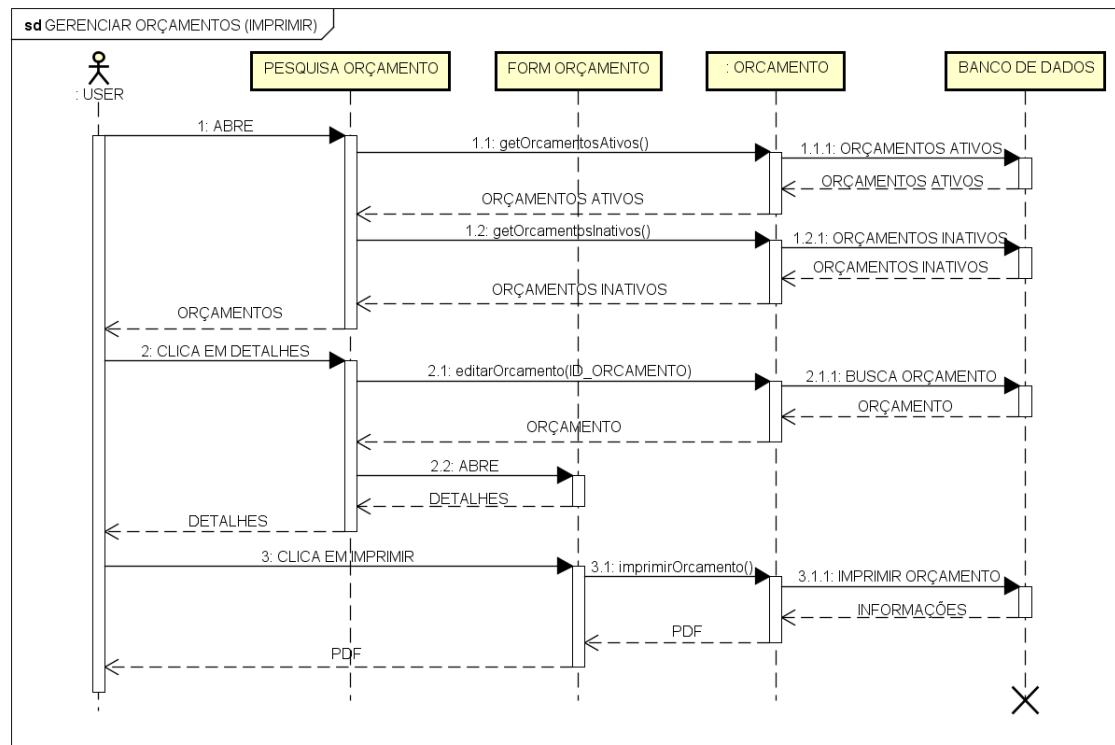 sd GERENCIAR ORÇAMENTOS (IMPRIMIR)
: USER
PESQUISA ORÇAMENTO
FORM ORÇAMENTO
: ORCAMENTO
BANCO DE DADOS
1: ABRE
1.1: getOrcamentosAtivos()
1.1.1: ORÇAMENTOS ATIVOS
ORÇAMENTOS ATIVOS
ORÇAMENTOS ATIVOS
1.2: getOrcamentosInativos()
1.2.1: ORÇAMENTOS INATIVOS
ORÇAMENTOS INATIVOS
ORÇAMENTOS INATIVOS
ORÇAMENTOS
2: CLICA EM DETALHES
2.1: editarOrcamento(ID_ORCAMENTO)
2.1.1: BUSCA ORÇAMENTO
ORÇAMENTO
ORÇAMENTO
2.2: ABRE
DETALHES
DETALHES
3: CLICA EM IMPRIMIR
3.1: imprimirOrcamento()
3.1.1: IMPRIMIR ORÇAMENTO
INFORMAÇÕES
PDF
PDF